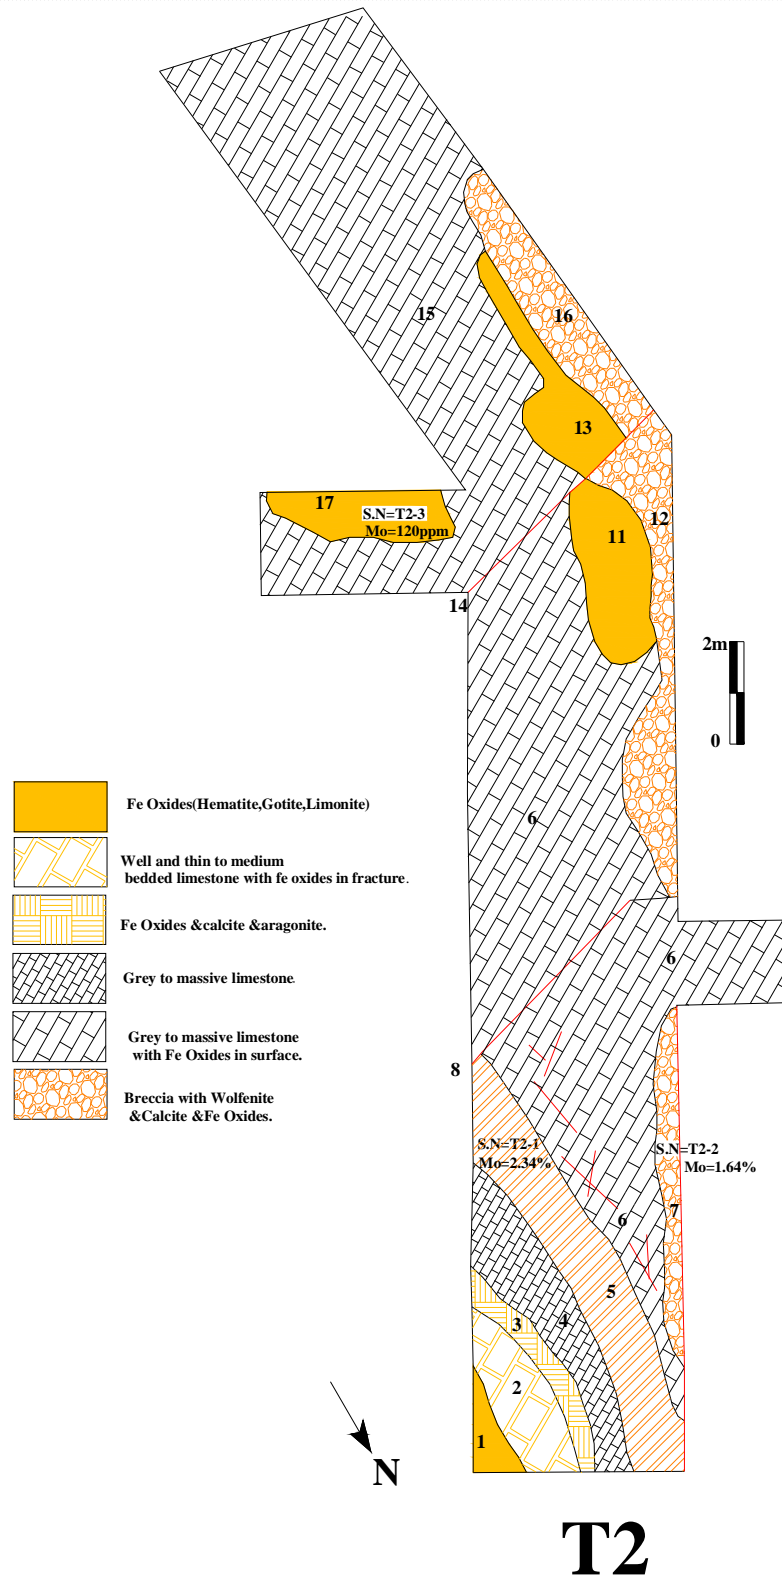 16
15
13
17
S.N=T2-3
Mo=120ppm
12
11
14
2m
0
Fe Oxides(Hematite,Gotite,Limonite)
6
Well and thin to medium
bedded limestone with fe oxides in fracture.
Fe Oxides &calcite &aragonite.
6
Grey to massive limestone.
Grey to massive limestone
with Fe Oxides in surface.
8
Breccia with Wolfenite
&Calcite &Fe Oxides.
S.N=T2-1
Mo=2.34%
S.N=T2-2
Mo=1.64%
7
6
5
4
3
2
1
N
T2